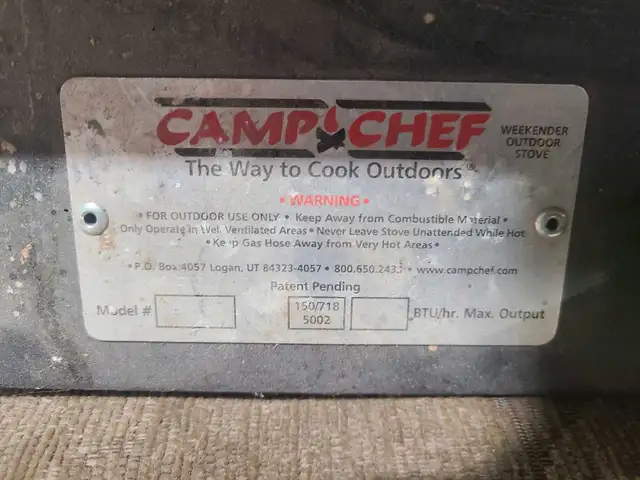 CAMP CHEF
WEEKENDER
OUTDOOR
STOVE
The Way to Cook Outdoors®
• WARNING •
• FOR OUTDOOR USE ONLY • Keep Away from Combustible Material •
Only Operate in Well Ventilated Areas • Never Leave Stove Unattended While Hot
• Keep Gas Hose Away from Very Hot Areas •
• P.O. Box 4057 Logan, UT 84323-4057 • 800.650.2433 • www.campchef.com
Patent Pending
Model #
150/718
5002
BTU/hr. Max. Output